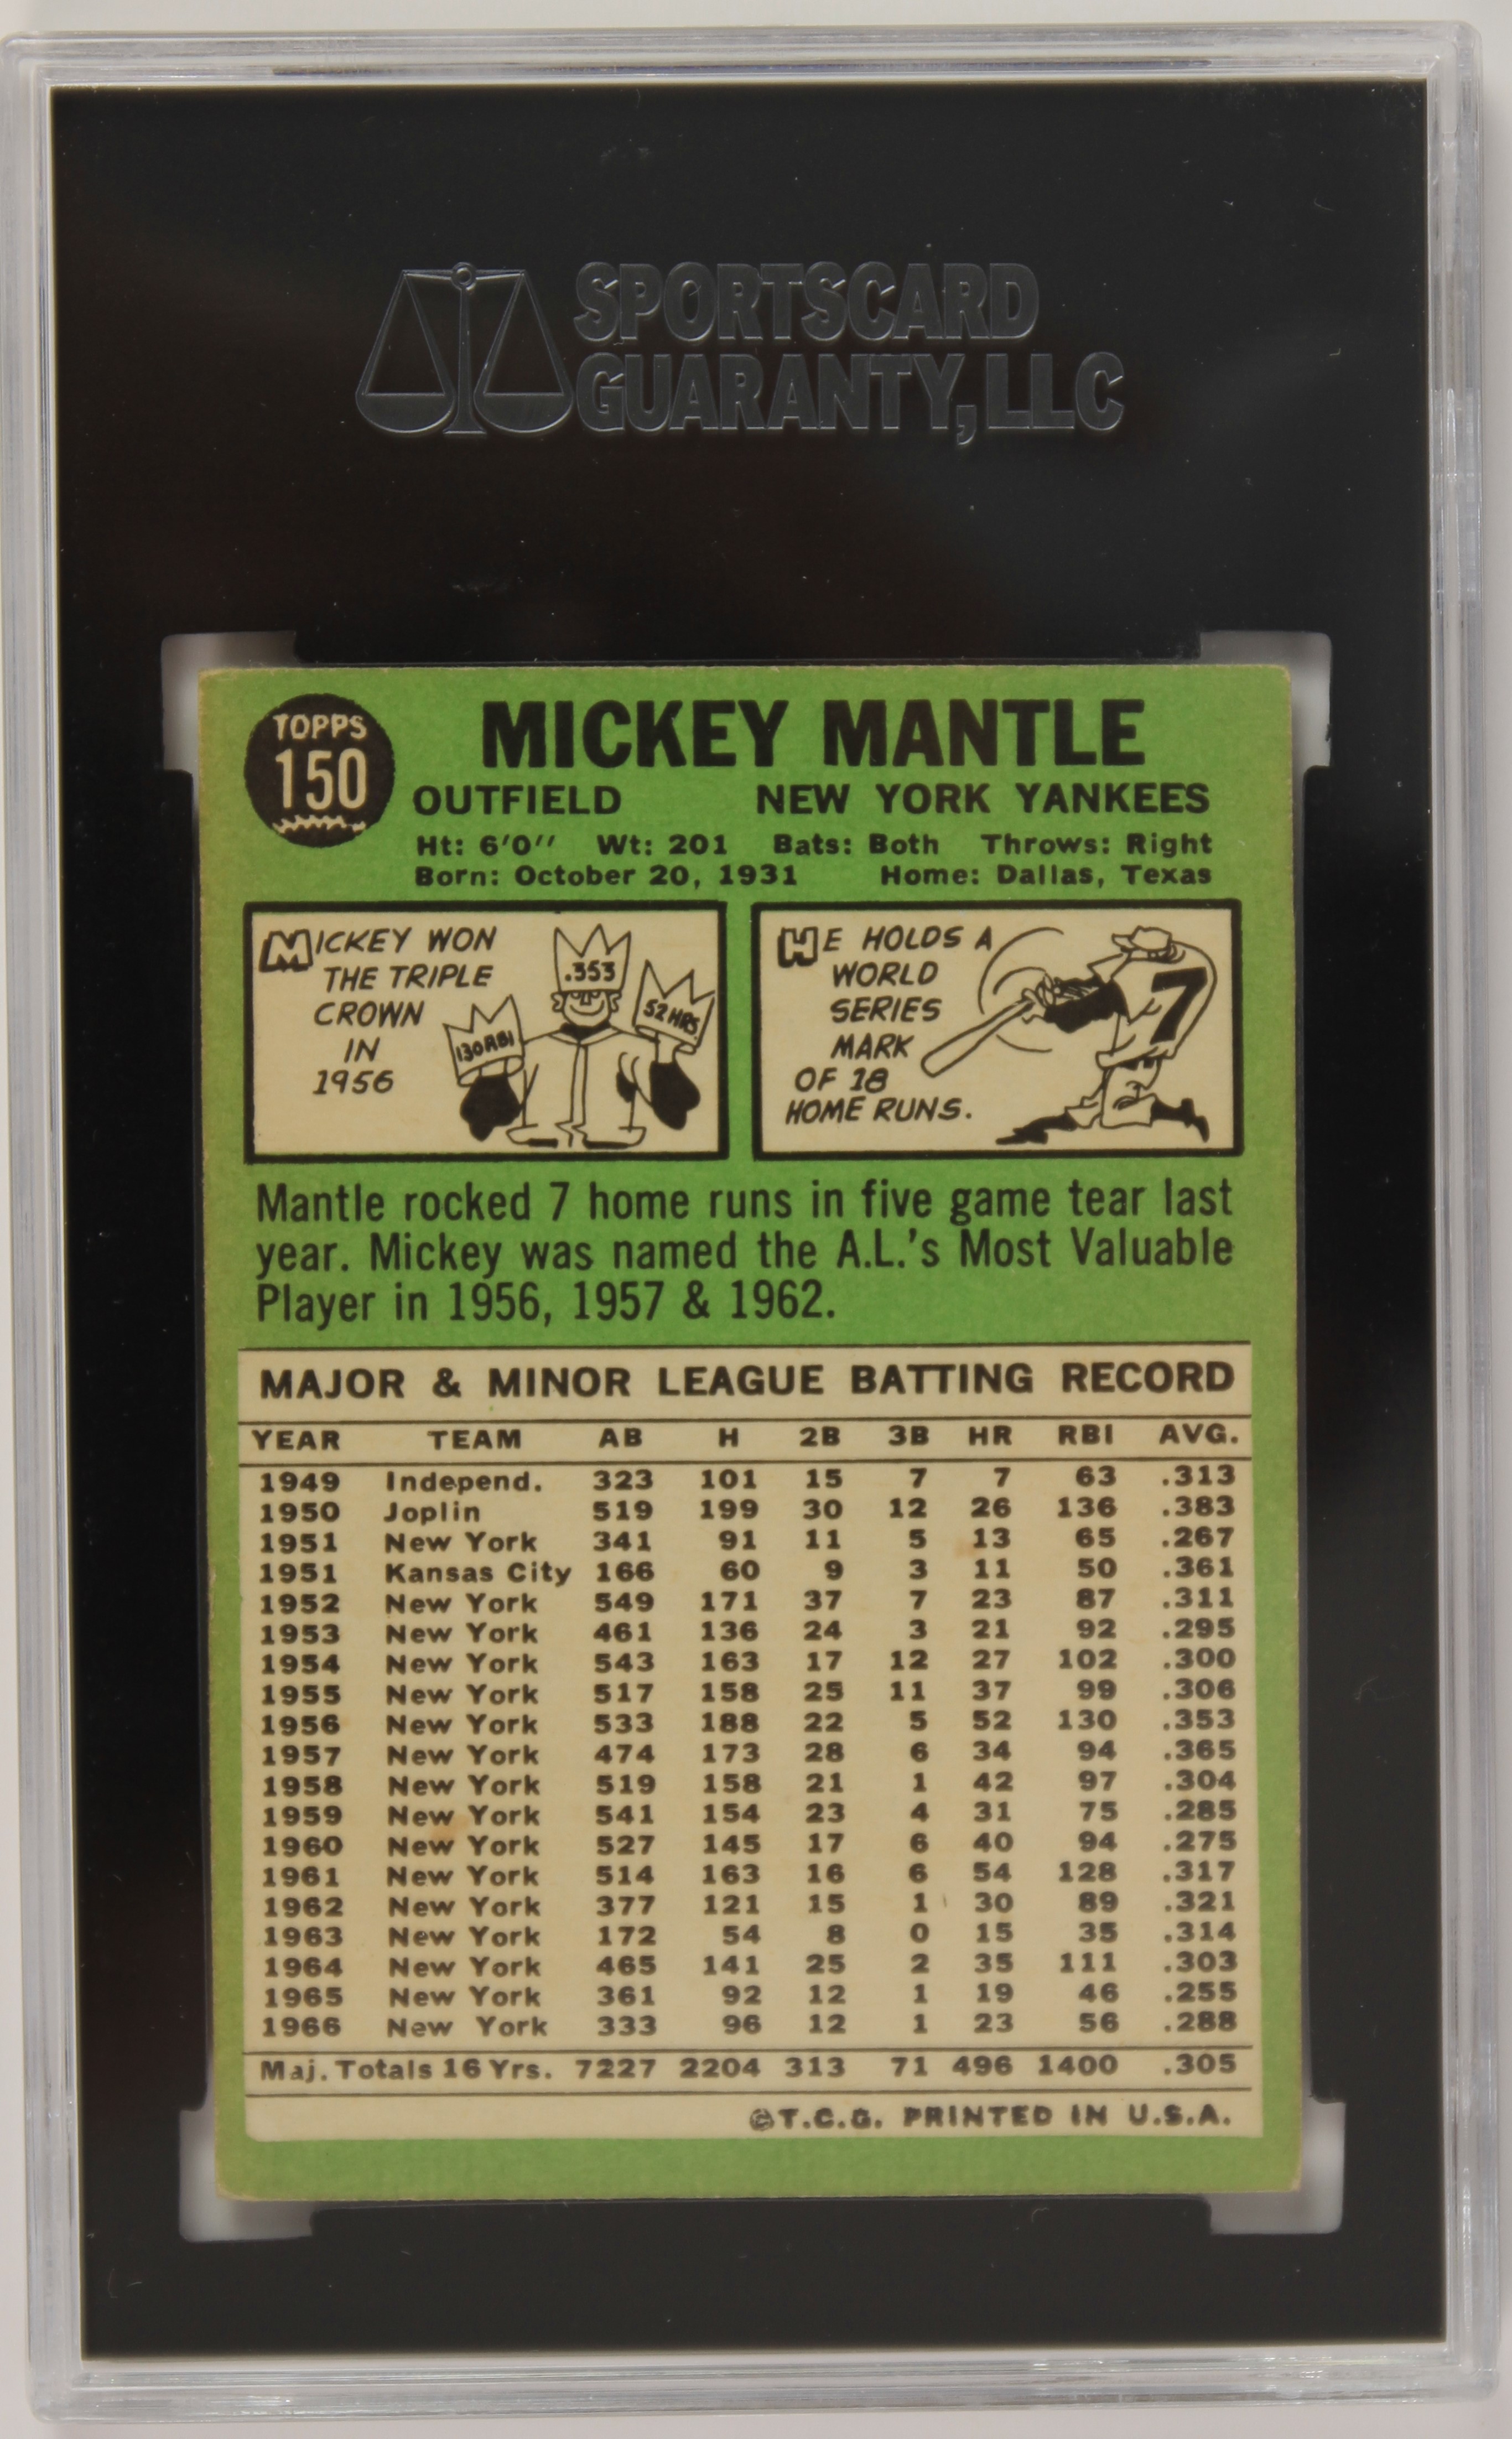 SPORTSCARD
GUARANTY, LLC
TOPPS
150
MICKEY MANTLE
OUTFIELD NEW YORK YANKEES
Ht: 6'0" Wt: 201 Bats: Both Throws: Right
Born: October 20, 1931 Home: Dallas, Texas
MICKEY WON
THE TRIPLE
CROWN
IN
1956
.353
130 RBI
52 HRS.
HE HOLDS A
WORLD
SERIES
MARK
OF 18
HOME RUNS.
7
Mantle rocked 7 home runs in five game tear last
year. Mickey was named the A.L.'s Most Valuable
Player in 1956, 1957 & 1962.
MAJOR & MINOR LEAGUE BATTING RECORD
YEAR TEAM AB H 2B 3B HR RBI AVG.
1949 Independ. 323 101 15 7 7 63 .313
1950 Joplin 519 199 30 12 26 136 .383
1951 New York 341 91 11 5 13 65 .267
1951 Kansas City 166 60 9 3 11 50 .361
1952 New York 549 171 37 7 23 87 .311
1953 New York 461 136 24 3 21 92 .295
1954 New York 543 163 17 12 27 102 .300
1955 New York 517 158 25 11 37 99 .306
1956 New York 533 188 22 5 52 130 .353
1957 New York 474 173 28 6 34 94 .365
1958 New York 519 158 21 1 42 97 .304
1959 New York 541 154 23 4 31 75 .285
1960 New York 527 145 17 6 40 94 .275
1961 New York 514 163 16 6 54 128 .317
1962 New York 377 121 15 1 30 89 .321
1963 New York 172 54 8 0 15 35 .314
1964 New York 465 141 25 2 35 111 .303
1965 New York 361 92 12 1 19 46 .255
1966 New York 333 96 12 1 23 56 .288
Maj. Totals 16 Yrs. 7227 2204 313 71 496 1400 .305
©T.C.G. PRINTED IN U.S.A.